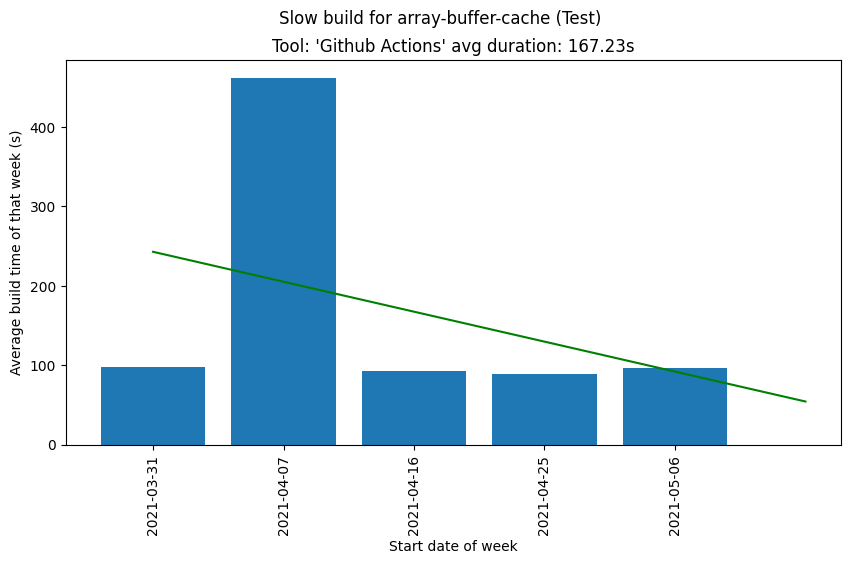 Slow build for array-buffer-cache (Test)
Tool: 'Github Actions' avg duration: 167.23s
Average build time of that week (s)
400
300
200
100
0
2021-03-31
2021-04-07
2021-04-16
2021-04-25
2021-05-06
Start date of week